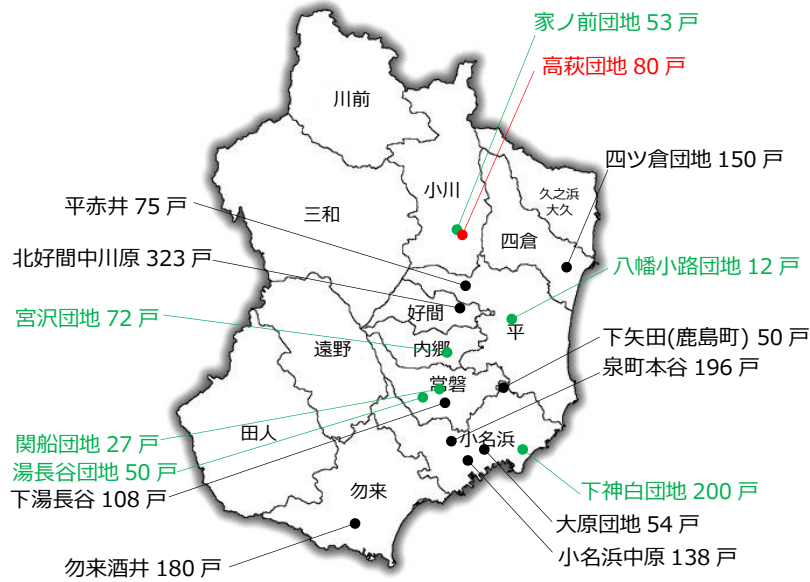 家ノ前団地 53 戸
高萩団地 80 戸
川前
四ツ倉団地 150 戸
小川
久之浜
大久
平赤井 75 戸
三和
四倉
北好間中川原 323 戸
八幡小路団地 12 戸
好間
宮沢団地 72 戸
平
下矢田(鹿島町) 50 戸
遠野
内郷
泉町本谷 196 戸
常磐
田人
関船団地 27 戸
小名浜
湯長谷団地 50 戸
下神白団地 200 戸
下湯長谷 108 戸
勿来
大原団地 54 戸
小名浜中原 138 戸
勿来酒井 180 戸